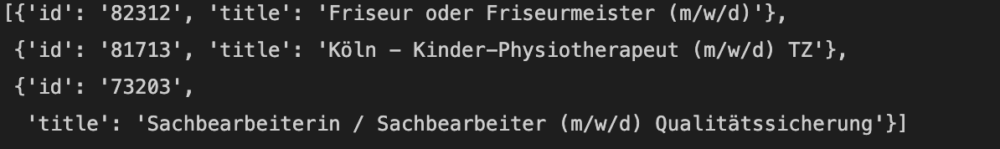 [{'id': '82312', 'title': 'Friseur oder Friseurmeister (m/w/d)'},
{'id': '81713', 'title': 'Köln - Kinder-Physiotherapeut (m/w/d) TZ'},
{'id': '73203',
'title': 'Sachbearbeiterin / Sachbearbeiter (m/w/d) Qualitätssicherung'}]